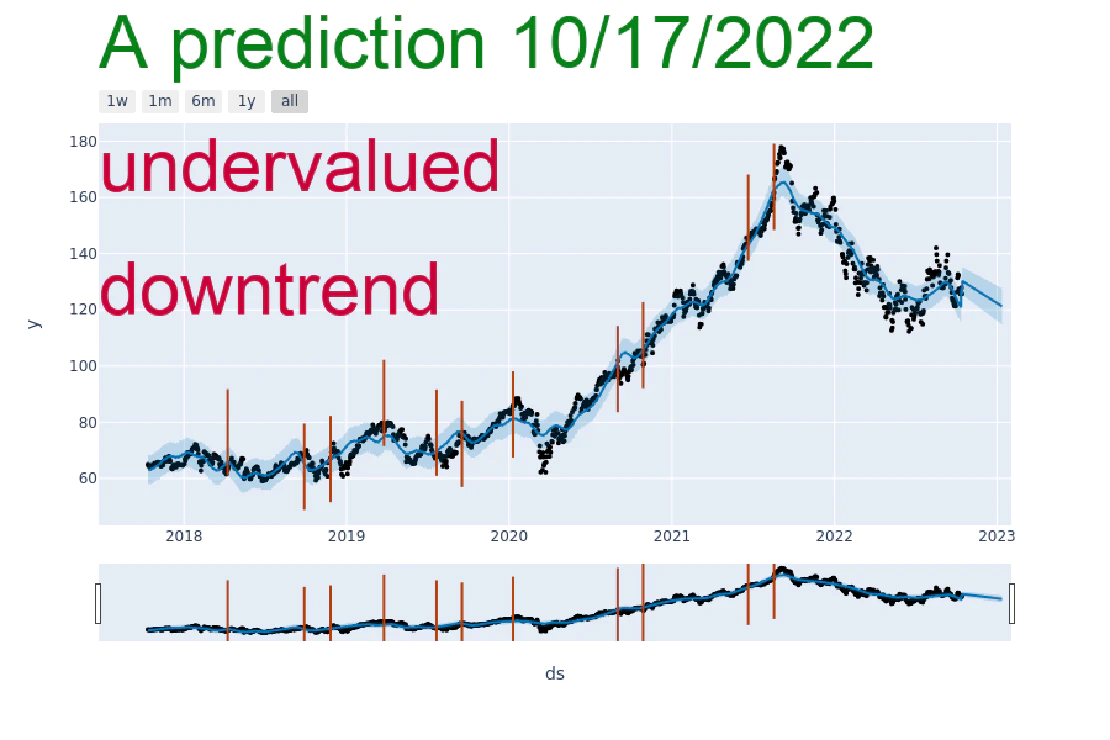 A prediction 10/17/2022
1w 1m 6m 1y all
180
undervalued
160
140
downtrend
120
y
100
80
60
2018 2019 2020 2021 2022 2023
ds